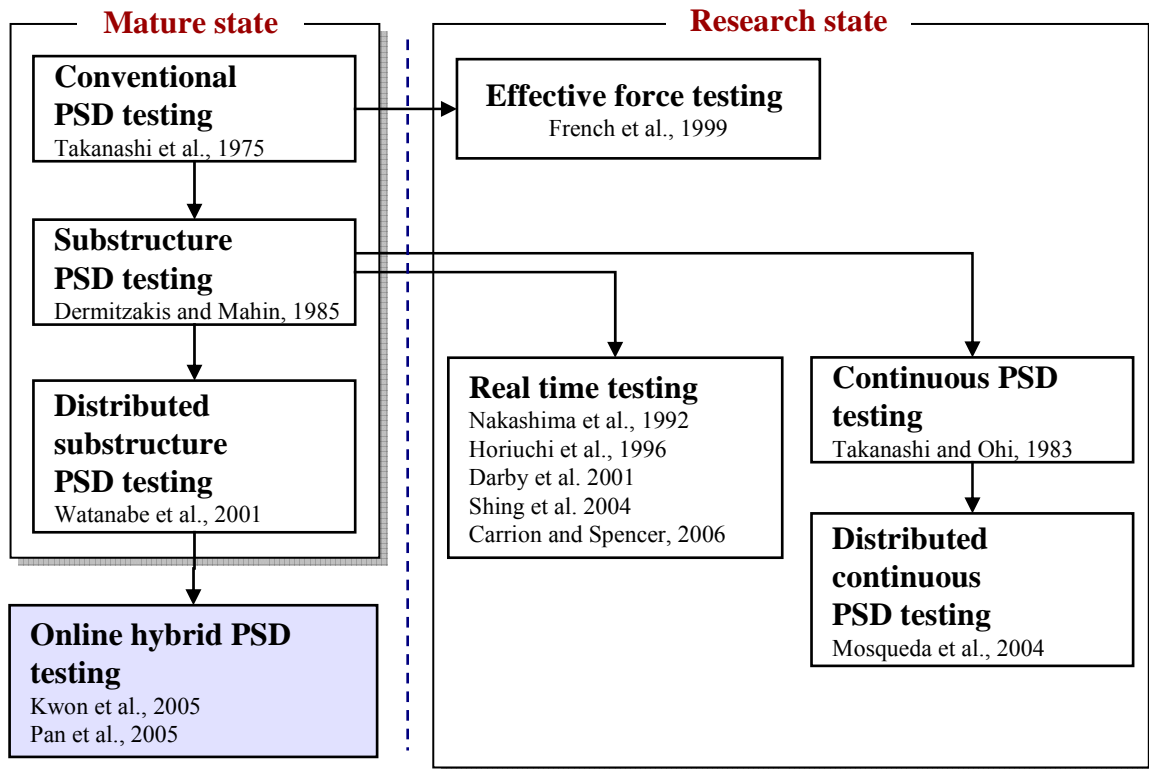 Mature state
Conventional
PSD testing
Takanashi et al., 1975
Substructure
PSD testing
Dermitzakis and Mahin, 1985
Distributed
substructure
PSD testing
Watanabe et al., 2001
Online hybrid PSD
testing
Kwon et al., 2005
Pan et al., 2005
Research state
Effective force testing
French et al., 1999
Real time testing
Nakashima et al., 1992
Horiuchi et al., 1996
Darby et al. 2001
Shing et al. 2004
Carrion and Spencer, 2006
Continuous PSD
testing
Takanashi and Ohi, 1983
Distributed
continuous
PSD testing
Mosqueda et al., 2004